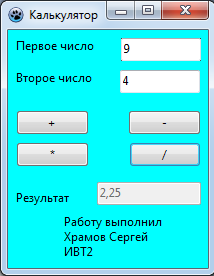 Калькулятор
Первое число 9
Второе число 4
+ -
* /
Результат 2,25
Работу выполнил
Храмов Сергей
ИВТ2